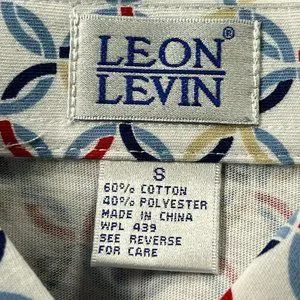 LEON®
LEVIN
S
60% COTTON
40% POLYESTER
MADE IN CHINA
WPL 439
SEE REVERSE
FOR CARE